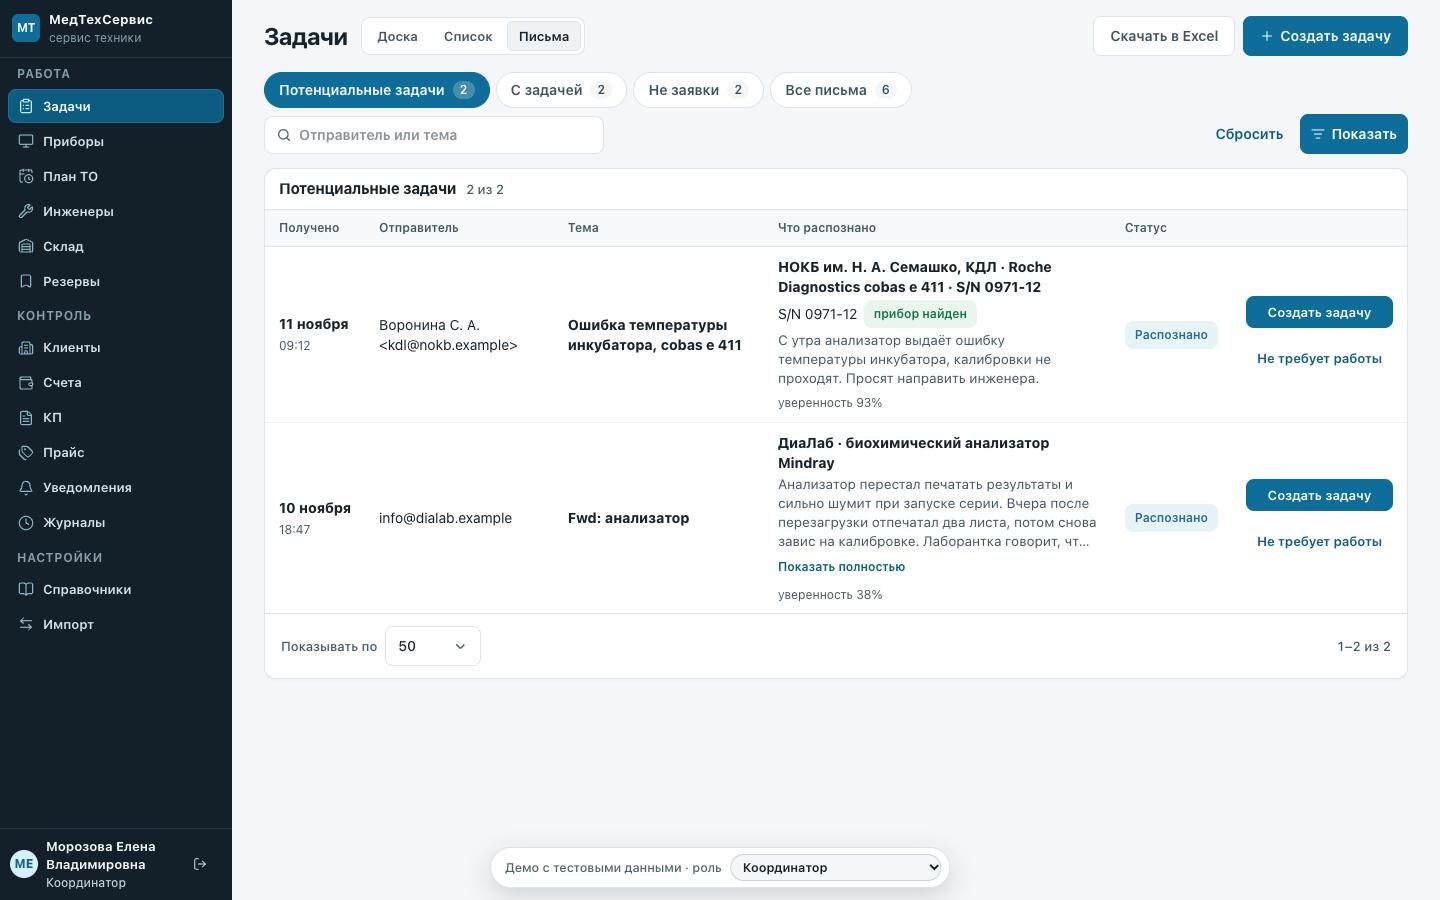 МТ
МедТехСервис
сервис техники
РАБОТА
Задачи
Приборы
План ТО
Инженеры
Склад
Резервы
КОНТРОЛЬ
Клиенты
Счета
КП
Прайс
Уведомления
Журналы
НАСТРОЙКИ
Справочники
Импорт
МЕ
Морозова Елена
Владимировна
Координатор
Задачи
Доска Список Письма
Скачать в Excel
+ Создать задачу
Потенциальные задачи 2
С задачей 2
Не заявки 2
Все письма 6
Отправитель или тема
Сбросить
Показать
Потенциальные задачи 2 из 2
Получено Отправитель Тема Что распознано Статус
11 ноября
09:12
Воронина С. А.
<kdl@nokb.example>
Ошибка температуры
инкубатора, cobas e 411
НОКБ им. Н. А. Семашко, КДЛ · Roche
Diagnostics cobas e 411 · S/N 0971-12
S/N 0971-12 прибор найден
С утра анализатор выдаёт ошибку
температуры инкубатора, калибровки не
проходят. Просят направить инженера.
уверенность 93%
Распознано
Создать задачу
Не требует работы
10 ноября
18:47
info@dialab.example
Fwd: анализатор
ДиаЛаб · биохимический анализатор
Mindray
Анализатор перестал печатать результаты и
сильно шумит при запуске серии. Вчера после
перезагрузки отпечатал два листа, потом снова
завис на калибровке. Лаборантка говорит, чт…
Показать полностью
уверенность 38%
Распознано
Создать задачу
Не требует работы
Показывать по 50
1–2 из 2
Демо с тестовыми данными · роль Координатор